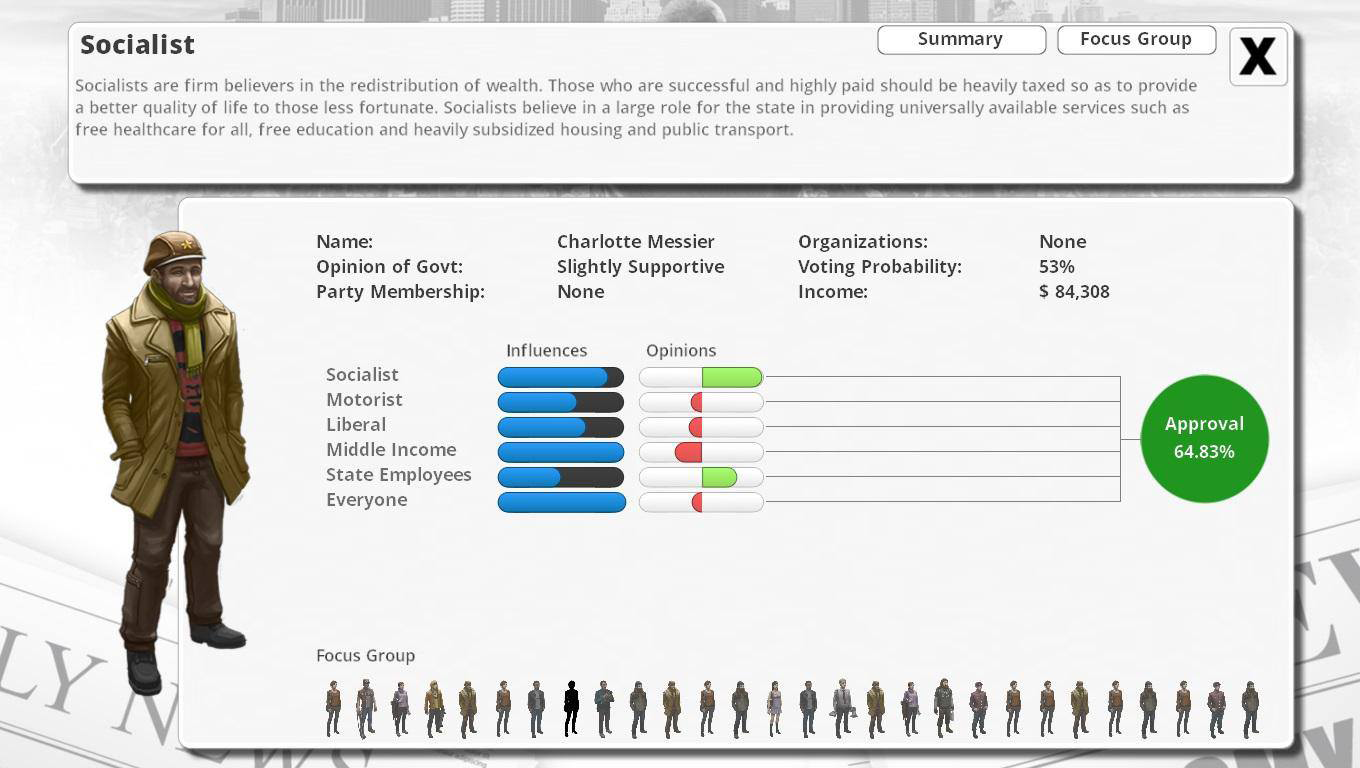 Socialist
Summary
Focus Group
X
Socialists are firm believers in the redistribution of wealth. Those who are successful and highly paid should be heavily taxed so as to provide
a better quality of life to those less fortunate. Socialists believe in a large role for the state in providing universally available services such as
free healthcare for all, free education and heavily subsidized housing and public transport.
Name: Charlotte Messier Organizations: None
Opinion of Govt: Slightly Supportive Voting Probability: 53%
Party Membership: None Income: $ 84,308
Influences Opinions
Socialist
Motorist
Liberal
Middle Income
State Employees
Everyone
Approval
64.83%
Focus Group
LY NEWS